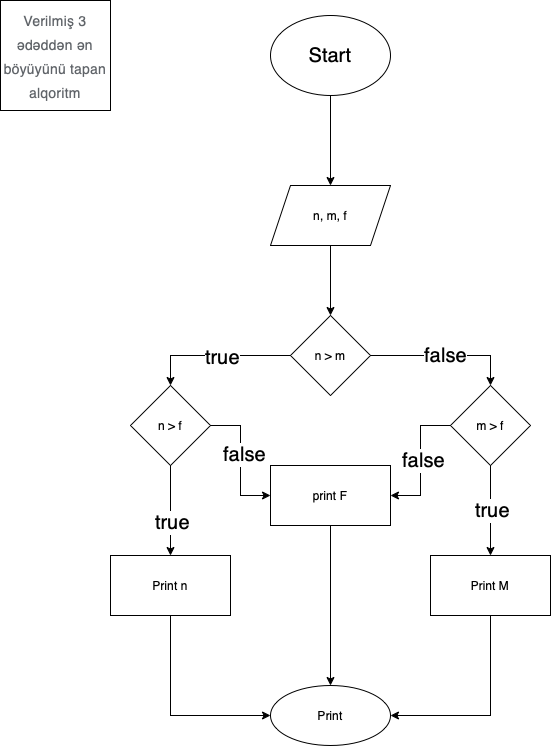 Verilmiş 3
ədəddən ən
böyüyünü tapan
alqoritm
Start
n, m, f
n > m
true
false
n > f
m > f
false
false
print F
true
true
Print n
Print M
Print